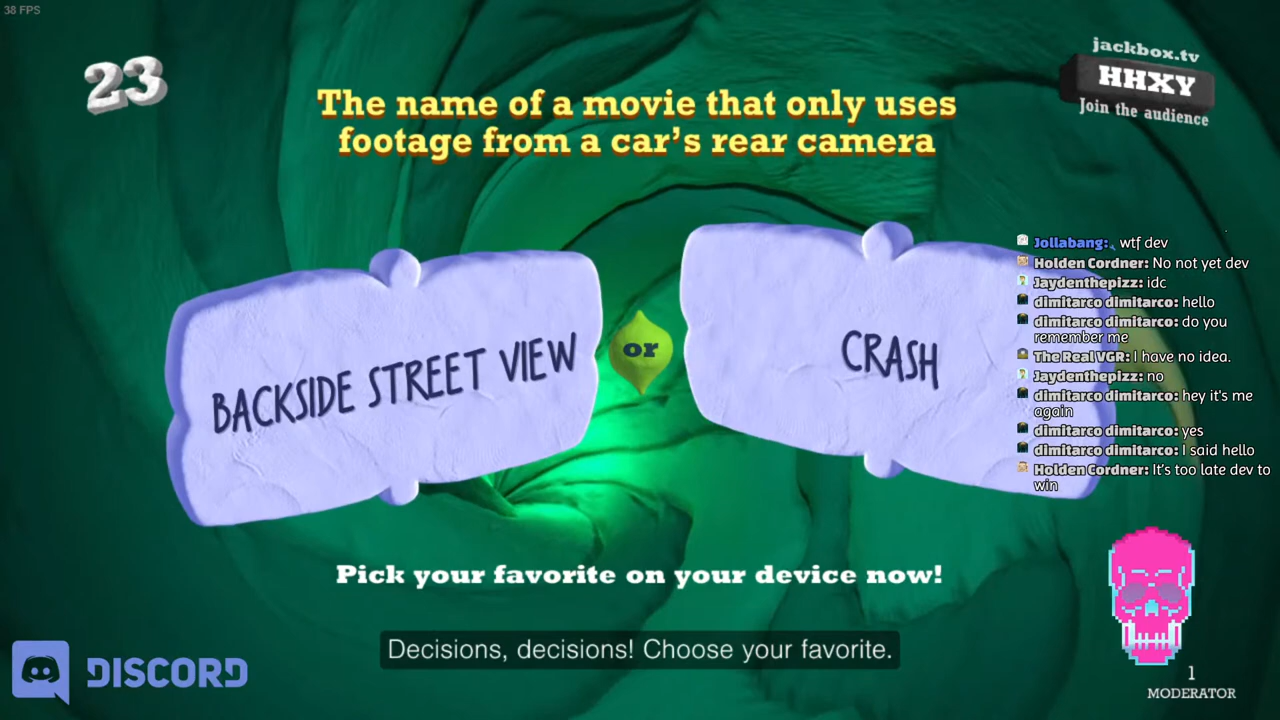 38 FPS
23
jackbox.tv
HHXY
Join the audience
The name of a movie that only uses
footage from a car's rear camera
BACKSIDE STREET VIEW
or
CRASH
Jollabang: wtf dev
Holden Cordner: No not yet dev
Jaydenthepizz: idc
dimitarco dimitarco: hello
dimitarco dimitarco: do you
remember me
The Real VGR: I have no idea.
Jaydenthepizz: no
dimitarco dimitarco: hey it's me
again
dimitarco dimitarco: yes
dimitarco dimitarco: I said hello
Holden Cordner: It's too late dev to
win
Pick your favorite on your device now!
Decisions, decisions! Choose your favorite.
DISCORD
1
MODERATOR